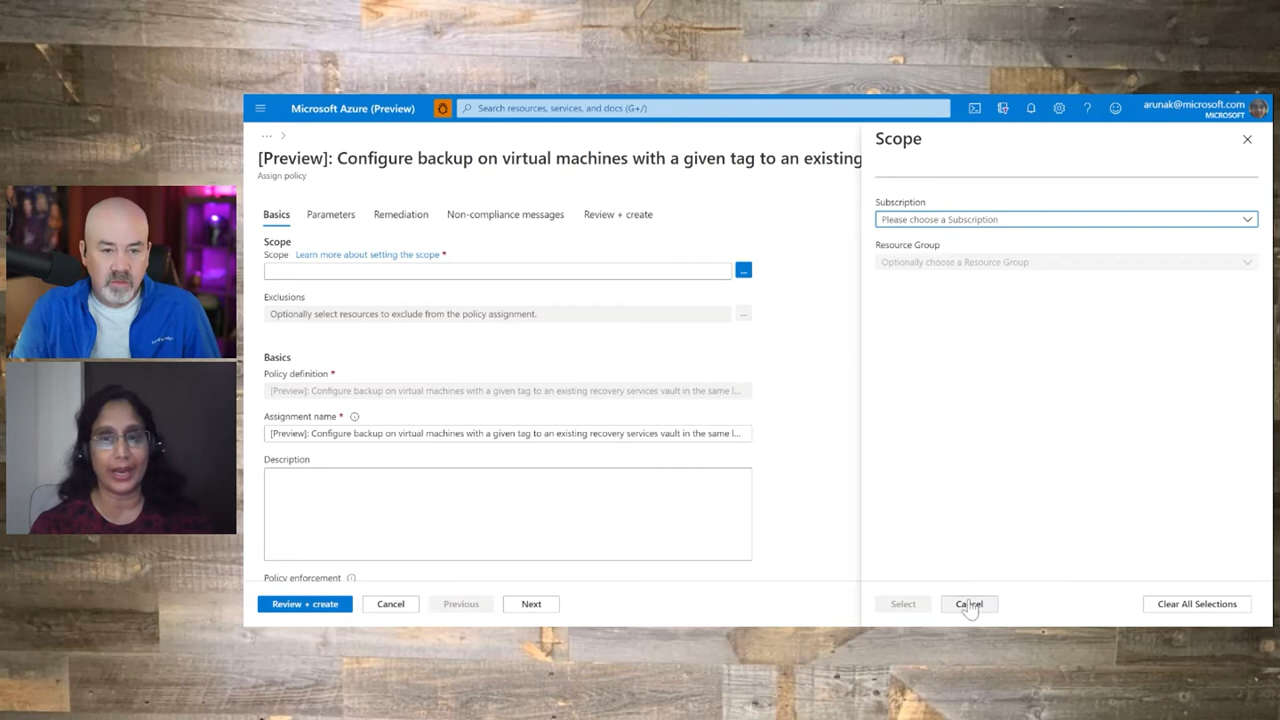 Microsoft Azure (Preview)
Search resources, services, and docs (G+/)
arunak@microsoft.com
MICROSOFT
[Preview]: Configure backup on virtual machines with a given tag to an existing
Assign policy
Basics
Parameters
Remediation
Non-compliance messages
Review + create
Scope
Scope Learn more about setting the scope *
...
Exclusions
Optionally select resources to exclude from the policy assignment.
...
Basics
Policy definition *
[Preview]: Configure backup on virtual machines with a given tag to an existing recovery services vault in the same l...
Assignment name *
[Preview]: Configure backup on virtual machines with a given tag to an existing recovery services vault in the same l...
Description
Policy enforcement
Review + create
Cancel
Previous
Next
Scope
Subscription
Please choose a Subscription
Resource Group
Optionally choose a Resource Group
Select
Cancel
Clear All Selections